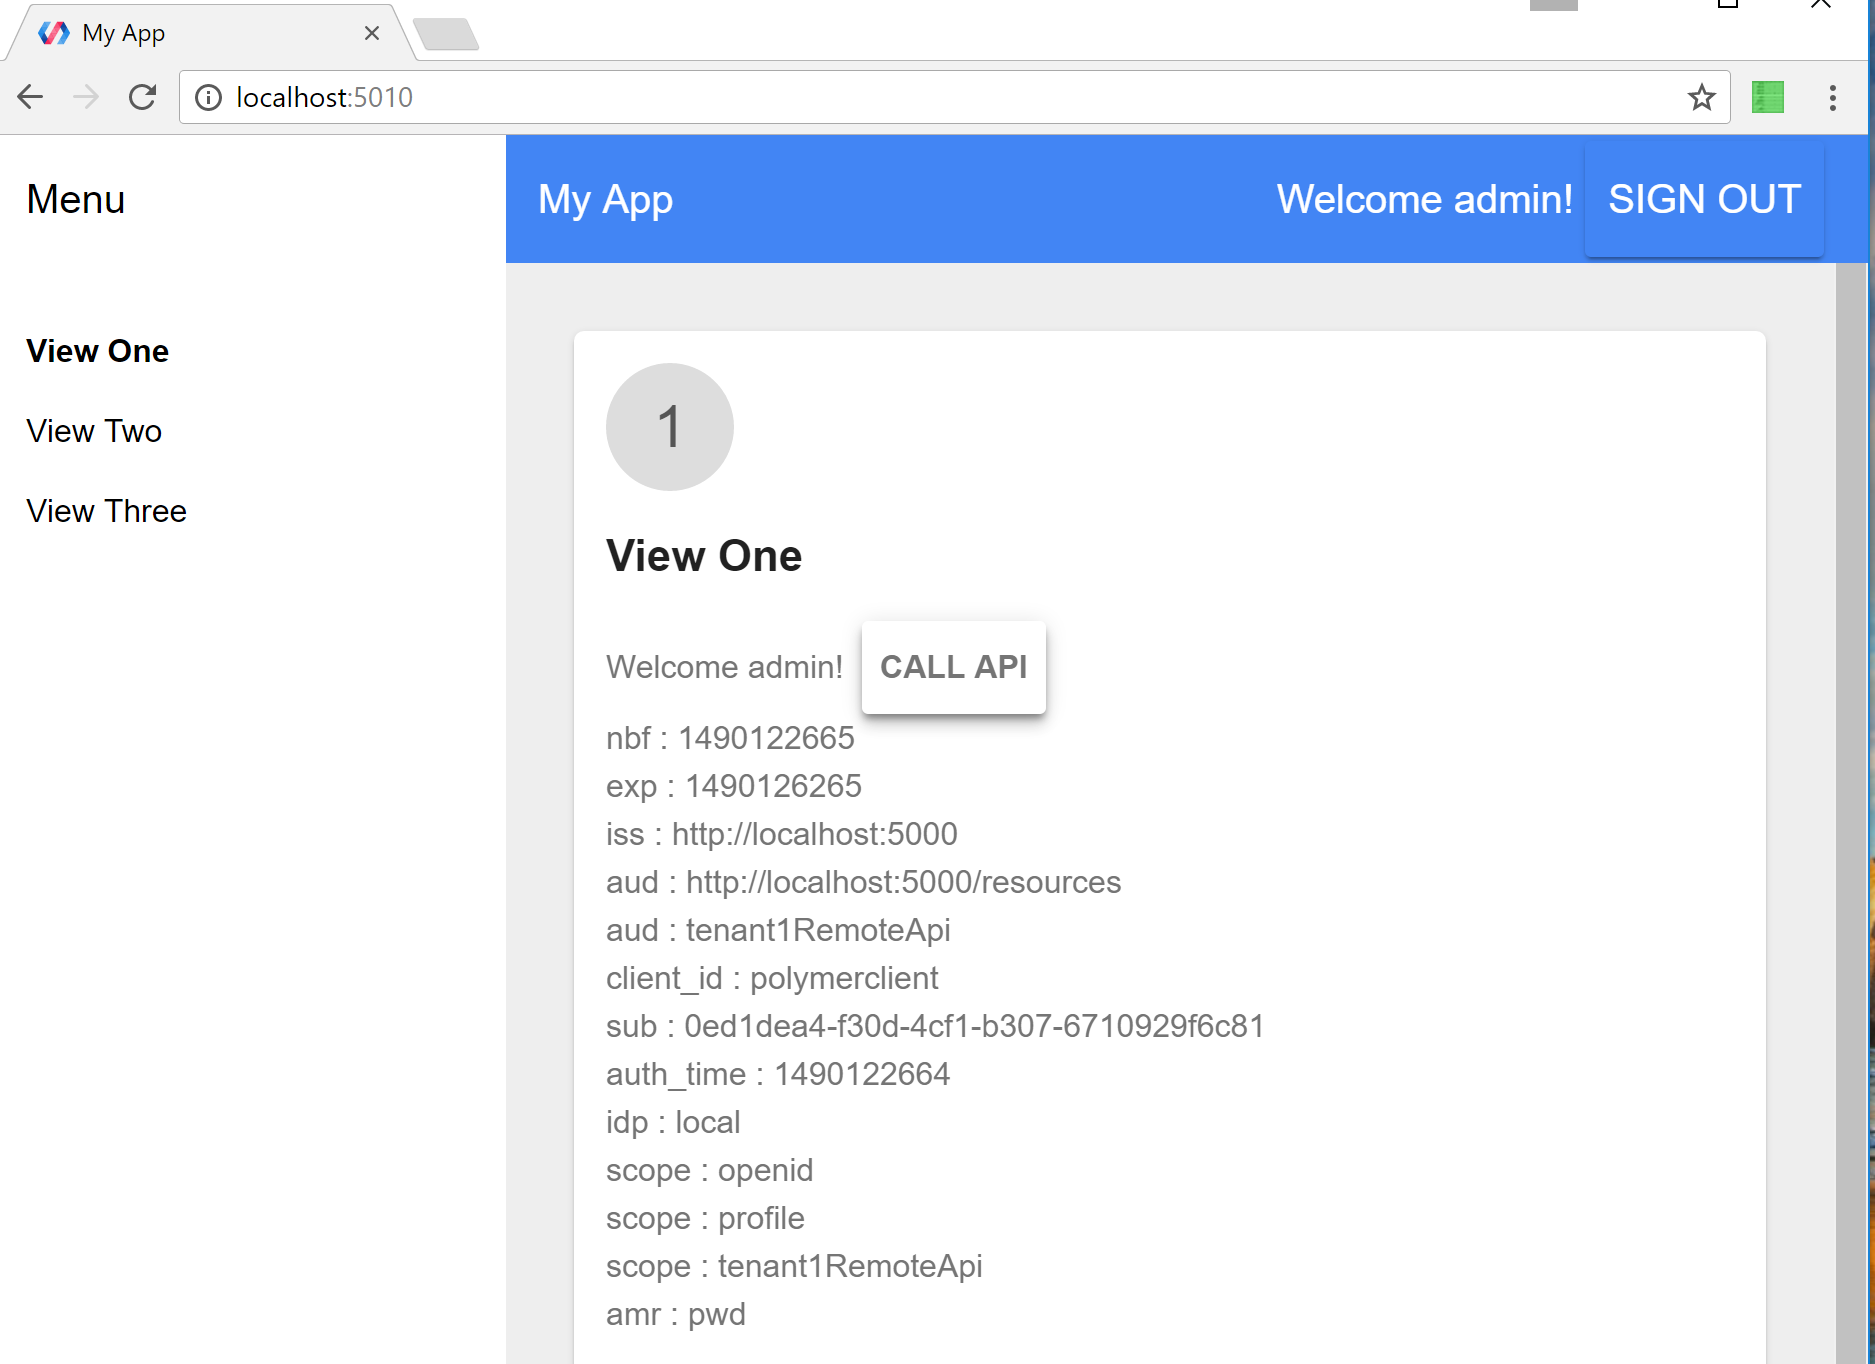 My App
localhost:5010
Menu
My App
Welcome admin! SIGN OUT
View One
View Two
View Three
1
View One
Welcome admin! CALL API
nbf : 1490122665
exp : 1490126265
iss : http://localhost:5000
aud : http://localhost:5000/resources
aud : tenant1RemoteApi
client_id : polymerclient
sub : 0ed1dea4-f30d-4cf1-b307-6710929f6c81
auth_time : 1490122664
idp : local
scope : openid
scope : profile
scope : tenant1RemoteApi
amr : pwd